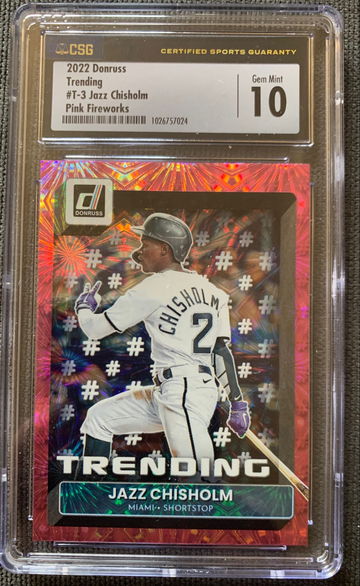 CSG CERTIFIED SPORTS GUARANTY
2022 Donruss
Trending
#T-3 Jazz Chisholm
Pink Fireworks
Gem Mint
10
1026757024
D
DONRUSS
CHISHOLM
2
# # # # # # # # # # # #
TRENDING
JAZZ CHISHOLM
MIAMI • SHORTSTOP